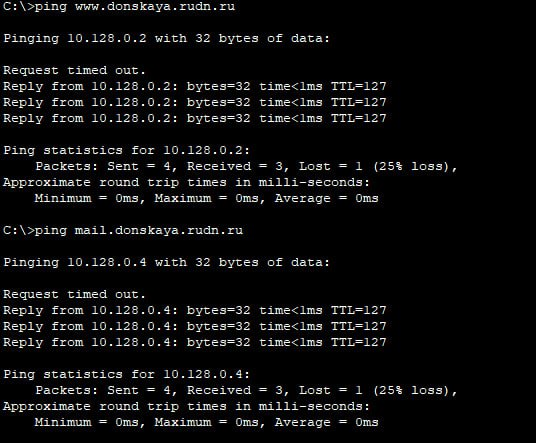 C:\>ping www.donskaya.rudn.ru
Pinging 10.128.0.2 with 32 bytes of data:
Request timed out.
Reply from 10.128.0.2: bytes=32 time<1ms TTL=127
Reply from 10.128.0.2: bytes=32 time<1ms TTL=127
Reply from 10.128.0.2: bytes=32 time<1ms TTL=127
Ping statistics for 10.128.0.2:
Packets: Sent = 4, Received = 3, Lost = 1 (25% loss),
Approximate round trip times in milli-seconds:
Minimum = 0ms, Maximum = 0ms, Average = 0ms
C:\>ping mail.donskaya.rudn.ru
Pinging 10.128.0.4 with 32 bytes of data:
Request timed out.
Reply from 10.128.0.4: bytes=32 time<1ms TTL=127
Reply from 10.128.0.4: bytes=32 time<1ms TTL=127
Reply from 10.128.0.4: bytes=32 time<1ms TTL=127
Ping statistics for 10.128.0.4:
Packets: Sent = 4, Received = 3, Lost = 1 (25% loss),
Approximate round trip times in milli-seconds:
Minimum = 0ms, Maximum = 0ms, Average = 0ms